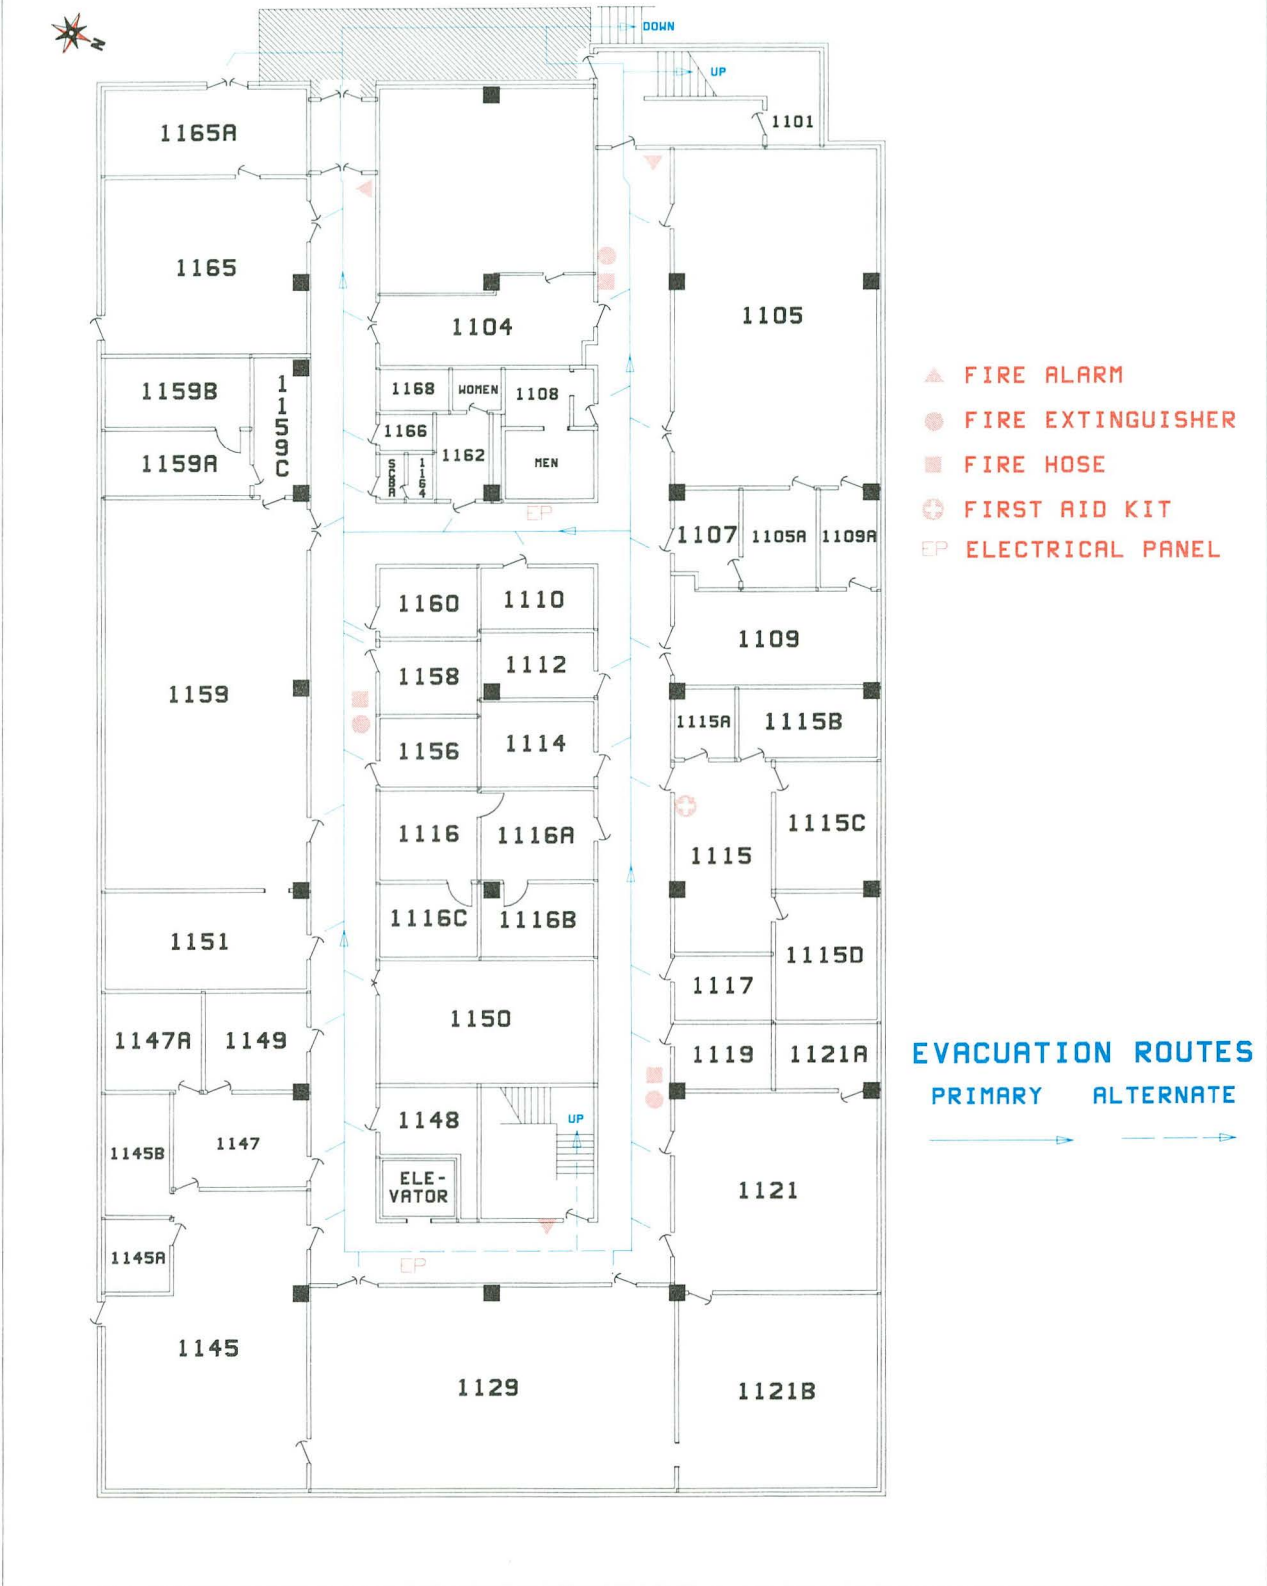 N
DOWN
UP
1101
1165A
1165
1104
1105
1159B
1159C
1168
WOMEN
1108
1166
1159A
1162
MEN
SCBA
1164
EP
1107
1105A
1109A
1160
1110
1109
1158
1112
1159
1115A
1115B
1156
1114
1116
1116A
1115C
1115
1116C
1116B
1151
1115D
1117
1150
1147A
1149
1119
1121A
1148
UP
1145B
1147
ELE-
VATOR
1121
1145A
EP
1145
1129
1121B
FIRE ALARM
FIRE EXTINGUISHER
FIRE HOSE
FIRST AID KIT
EP ELECTRICAL PANEL
EVACUATION ROUTES
PRIMARY ALTERNATE